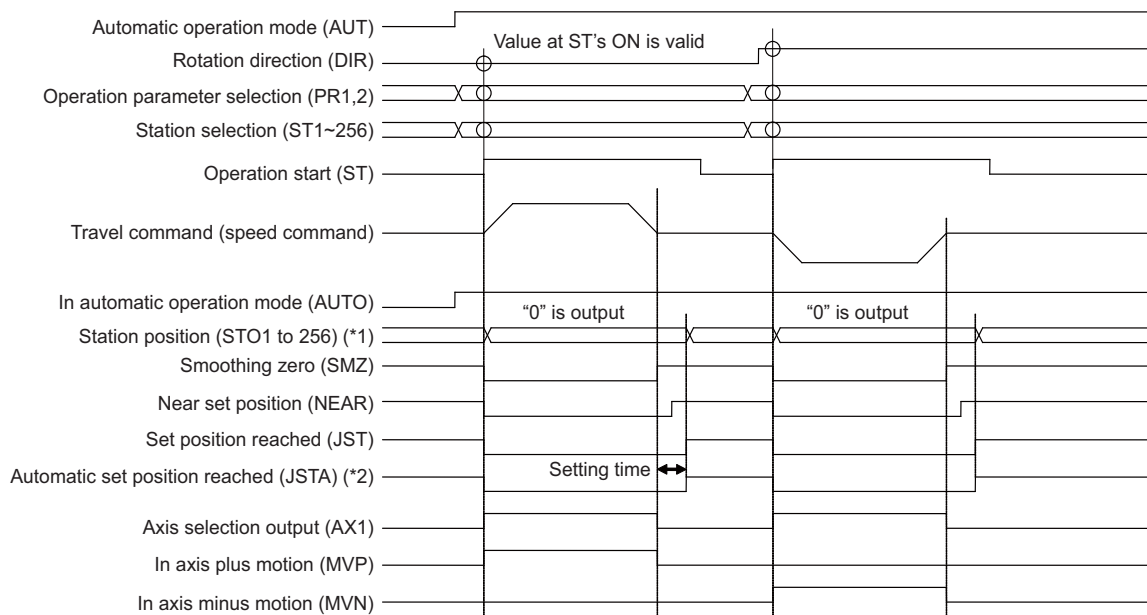 Automatic operation mode (AUT)
Value at ST's ON is valid
Rotation direction (DIR)
Operation parameter selection (PR1,2)
Station selection (ST1~256)
Operation start (ST)
Travel command (speed command)
In automatic operation mode (AUTO)
“0” is output “0” is output
Station position (STO1 to 256) (*1)
Smoothing zero (SMZ)
Near set position (NEAR)
Set position reached (JST)
Setting time
Automatic set position reached (JSTA) (*2)
Axis selection output (AX1)
In axis plus motion (MVP)
In axis minus motion (MVN)